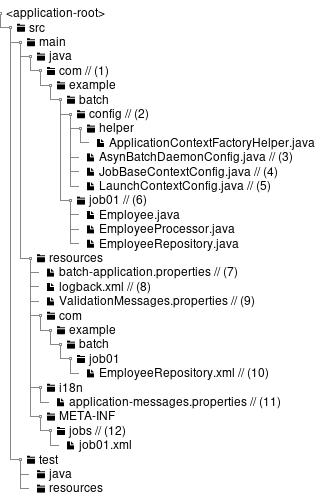 <application-root>
src
main
java
com // (1)
example
batch
config // (2)
helper
ApplicationContextFactoryHelper.java
AsynBatchDaemonConfig.java // (3)
JobBaseContextConfig.java // (4)
LaunchContextConfig.java // (5)
job01 // (6)
Employee.java
EmployeeProcessor.java
EmployeeRepository.java
resources
batch-application.properties // (7)
logback.xml // (8)
ValidationMessages.properties // (9)
com
example
batch
job01
EmployeeRepository.xml // (10)
i18n
application-messages.properties // (11)
META-INF
jobs // (12)
job01.xml
test
java
resources